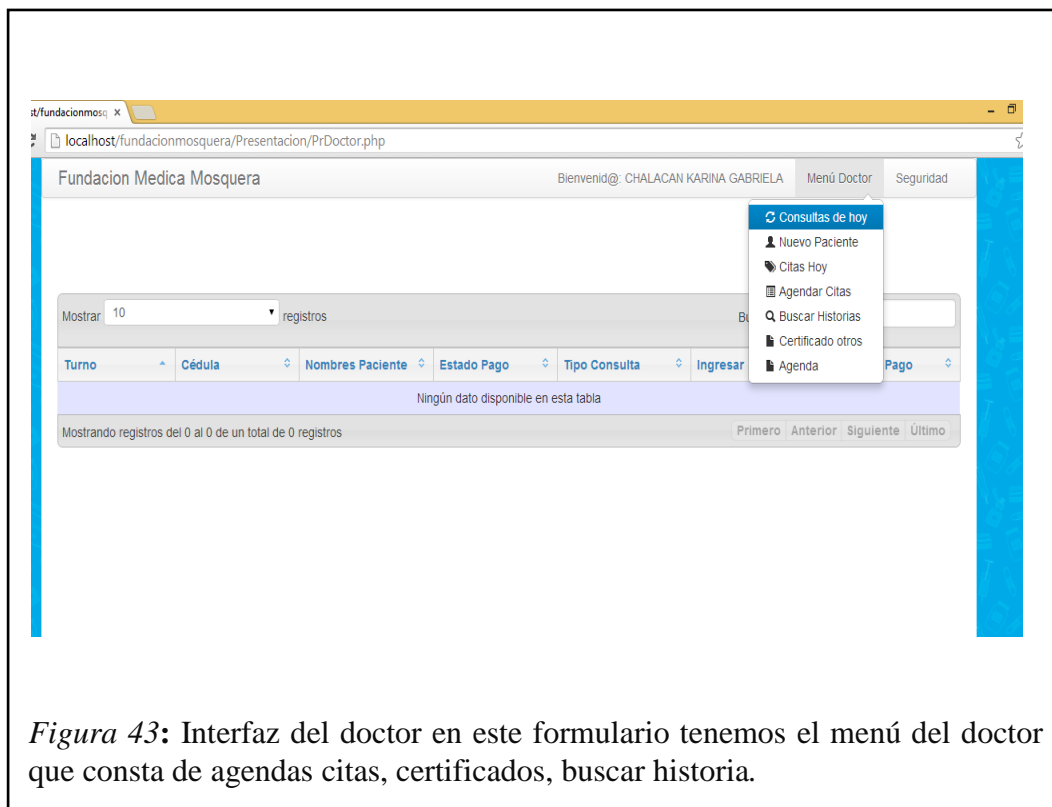 st/fundacionmosq ×
localhost/fundacionmosquera/Presentacion/PrDoctor.php
Fundacion Medica Mosquera Bienvenid@: CHALACAN KARINA GABRIELA Menú Doctor Seguridad
Consultas de hoy
Nuevo Paciente
Citas Hoy
Agendar Citas
Buscar Historias
Certificado otros
Agenda
Mostrar 10 registros
Turno Cédula Nombres Paciente Estado Pago Tipo Consulta Ingresar Pago
Ningún dato disponible en esta tabla
Mostrando registros del 0 al 0 de un total de 0 registros Primero Anterior Siguiente Último
Figura 43: Interfaz del doctor en este formulario tenemos el menú del doctor
que consta de agendas citas, certificados, buscar historia.